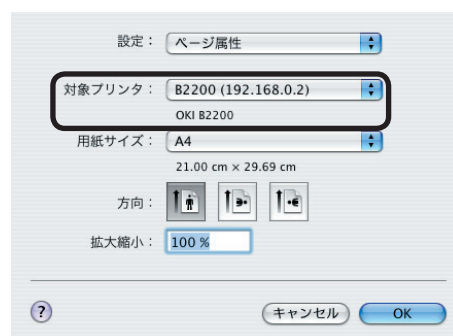 設定： ページ属性
対象プリンタ： B2200 (192.168.0.2)
OKI B2200
用紙サイズ： A4
21.00 cm × 29.69 cm
方向：
拡大縮小： 100 %
? キャンセル OK